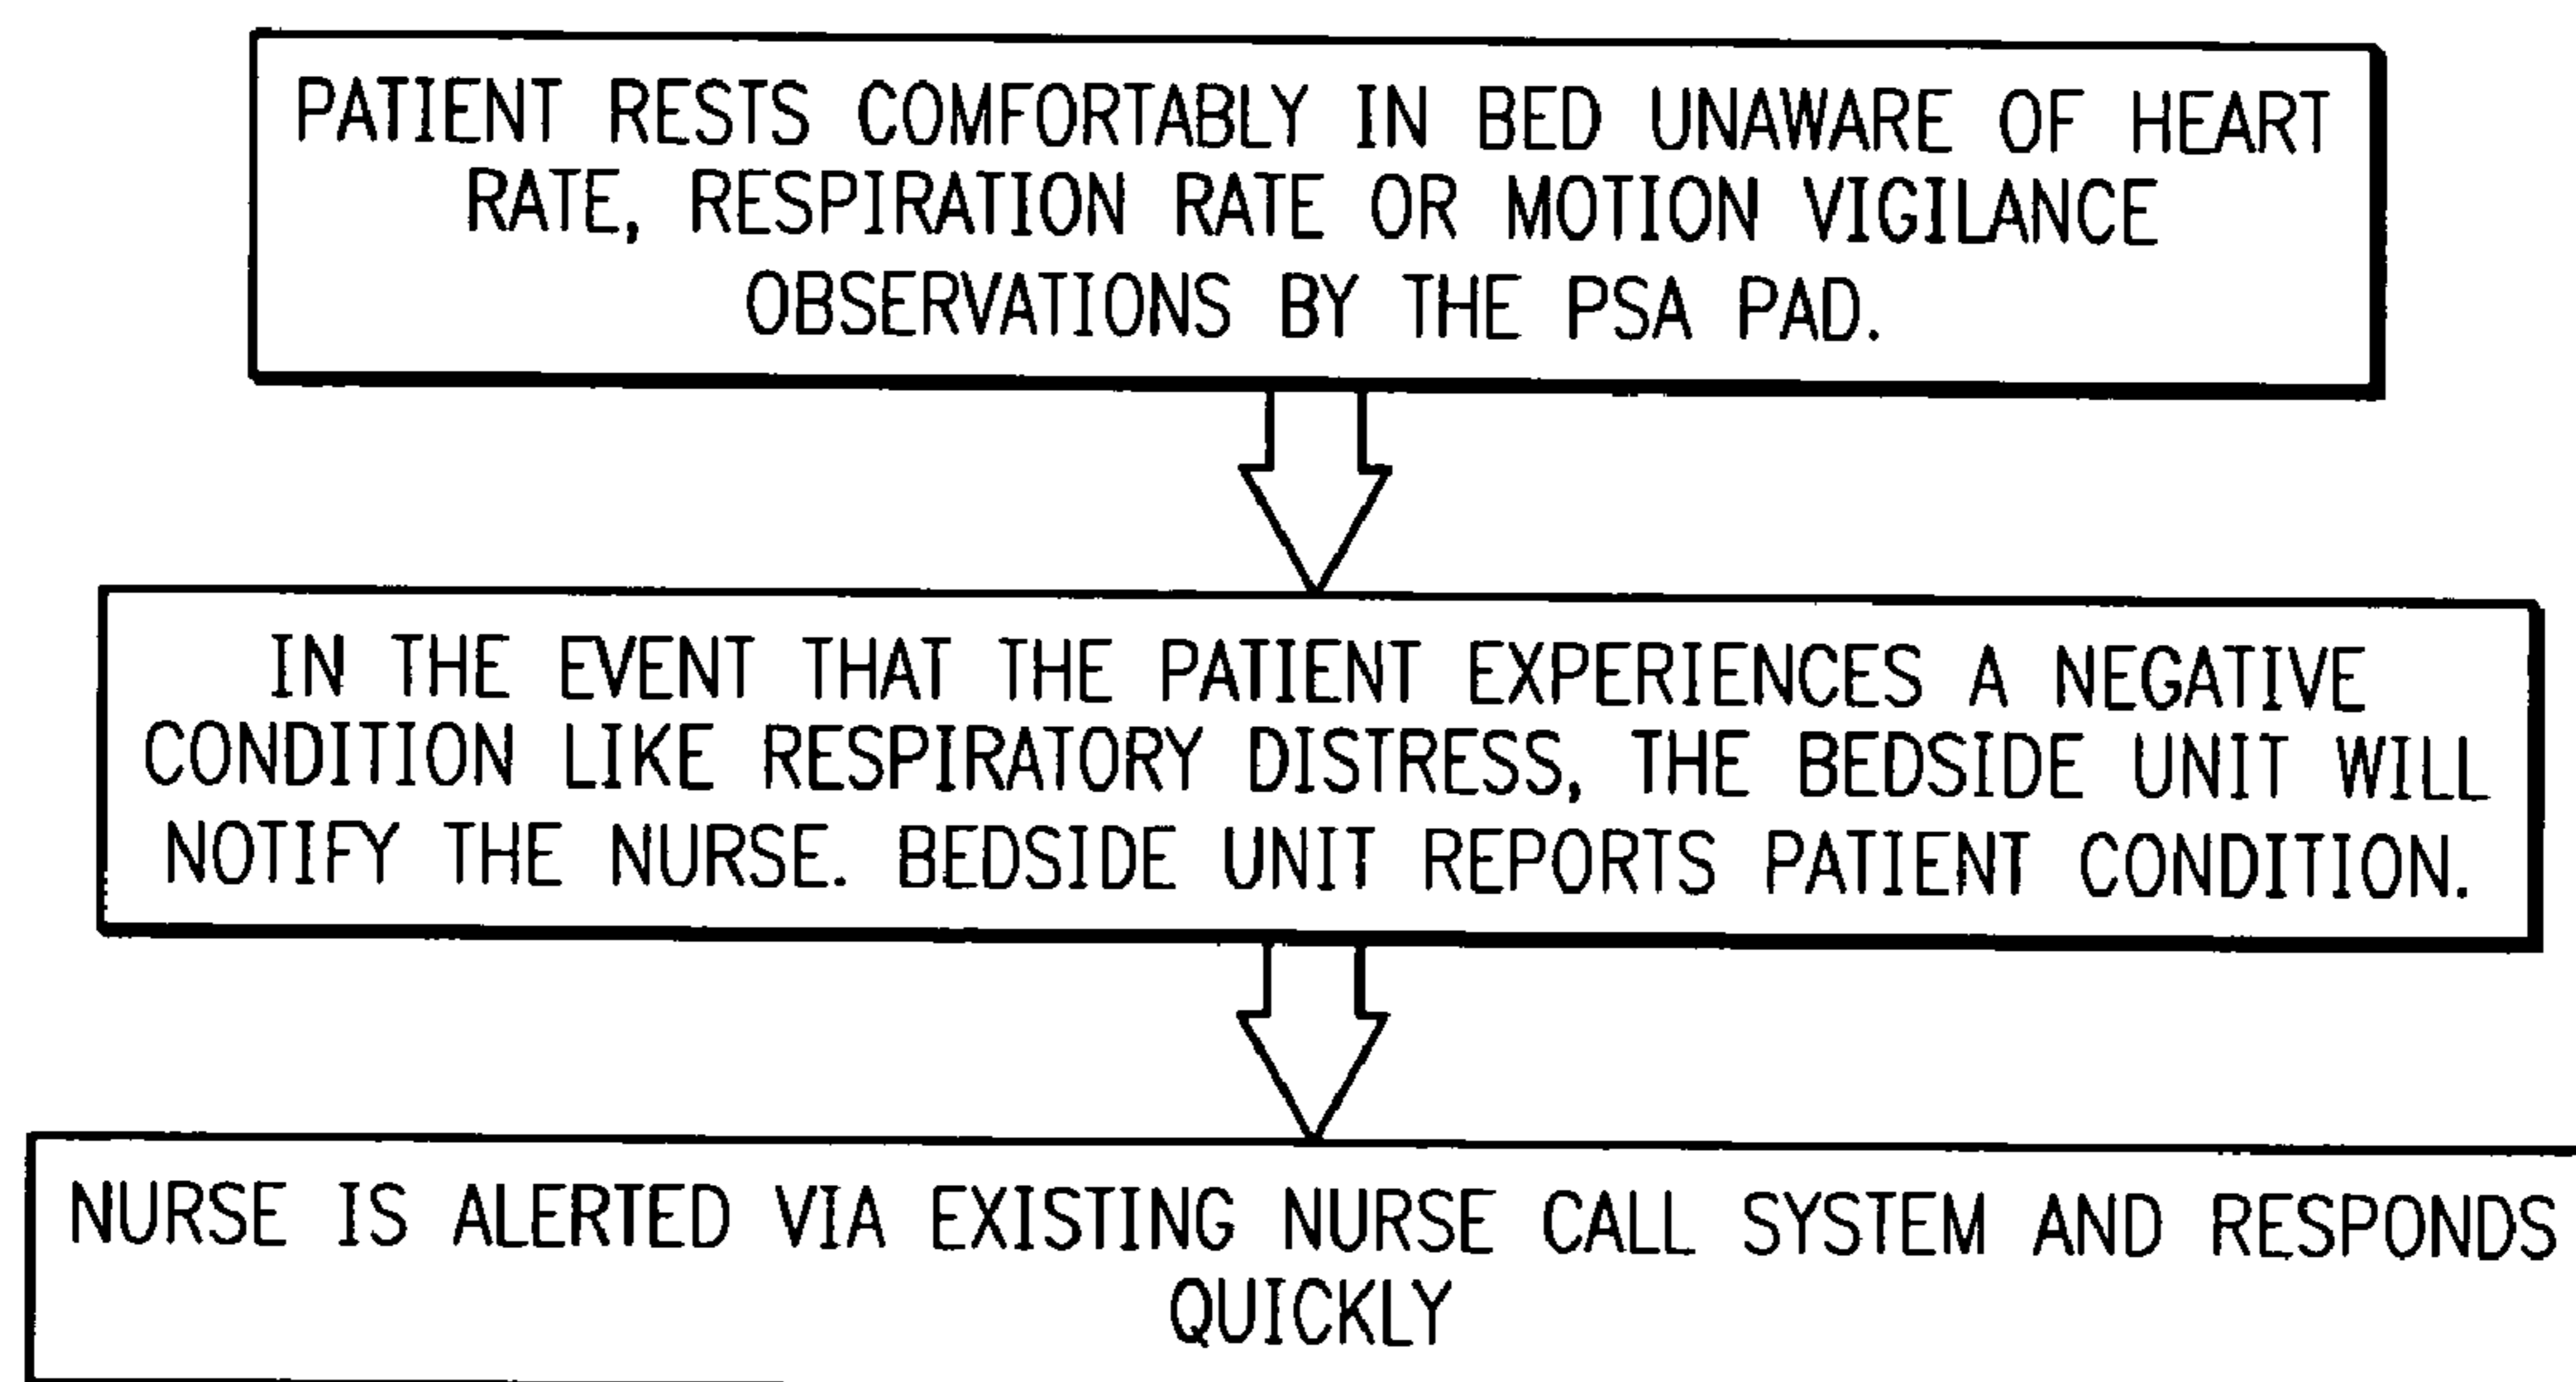 PATIENT RESTS COMFORTABLY IN BED UNAWARE OF HEART
RATE, RESPIRATION RATE OR MOTION VIGILANCE
OBSERVATIONS BY THE PSA PAD.
IN THE EVENT THAT THE PATIENT EXPERIENCES A NEGATIVE
CONDITION LIKE RESPIRATORY DISTRESS, THE BEDSIDE UNIT WILL
NOTIFY THE NURSE. BEDSIDE UNIT REPORTS PATIENT CONDITION.
NURSE IS ALERTED VIA EXISTING NURSE CALL SYSTEM AND RESPONDS
QUICKLY